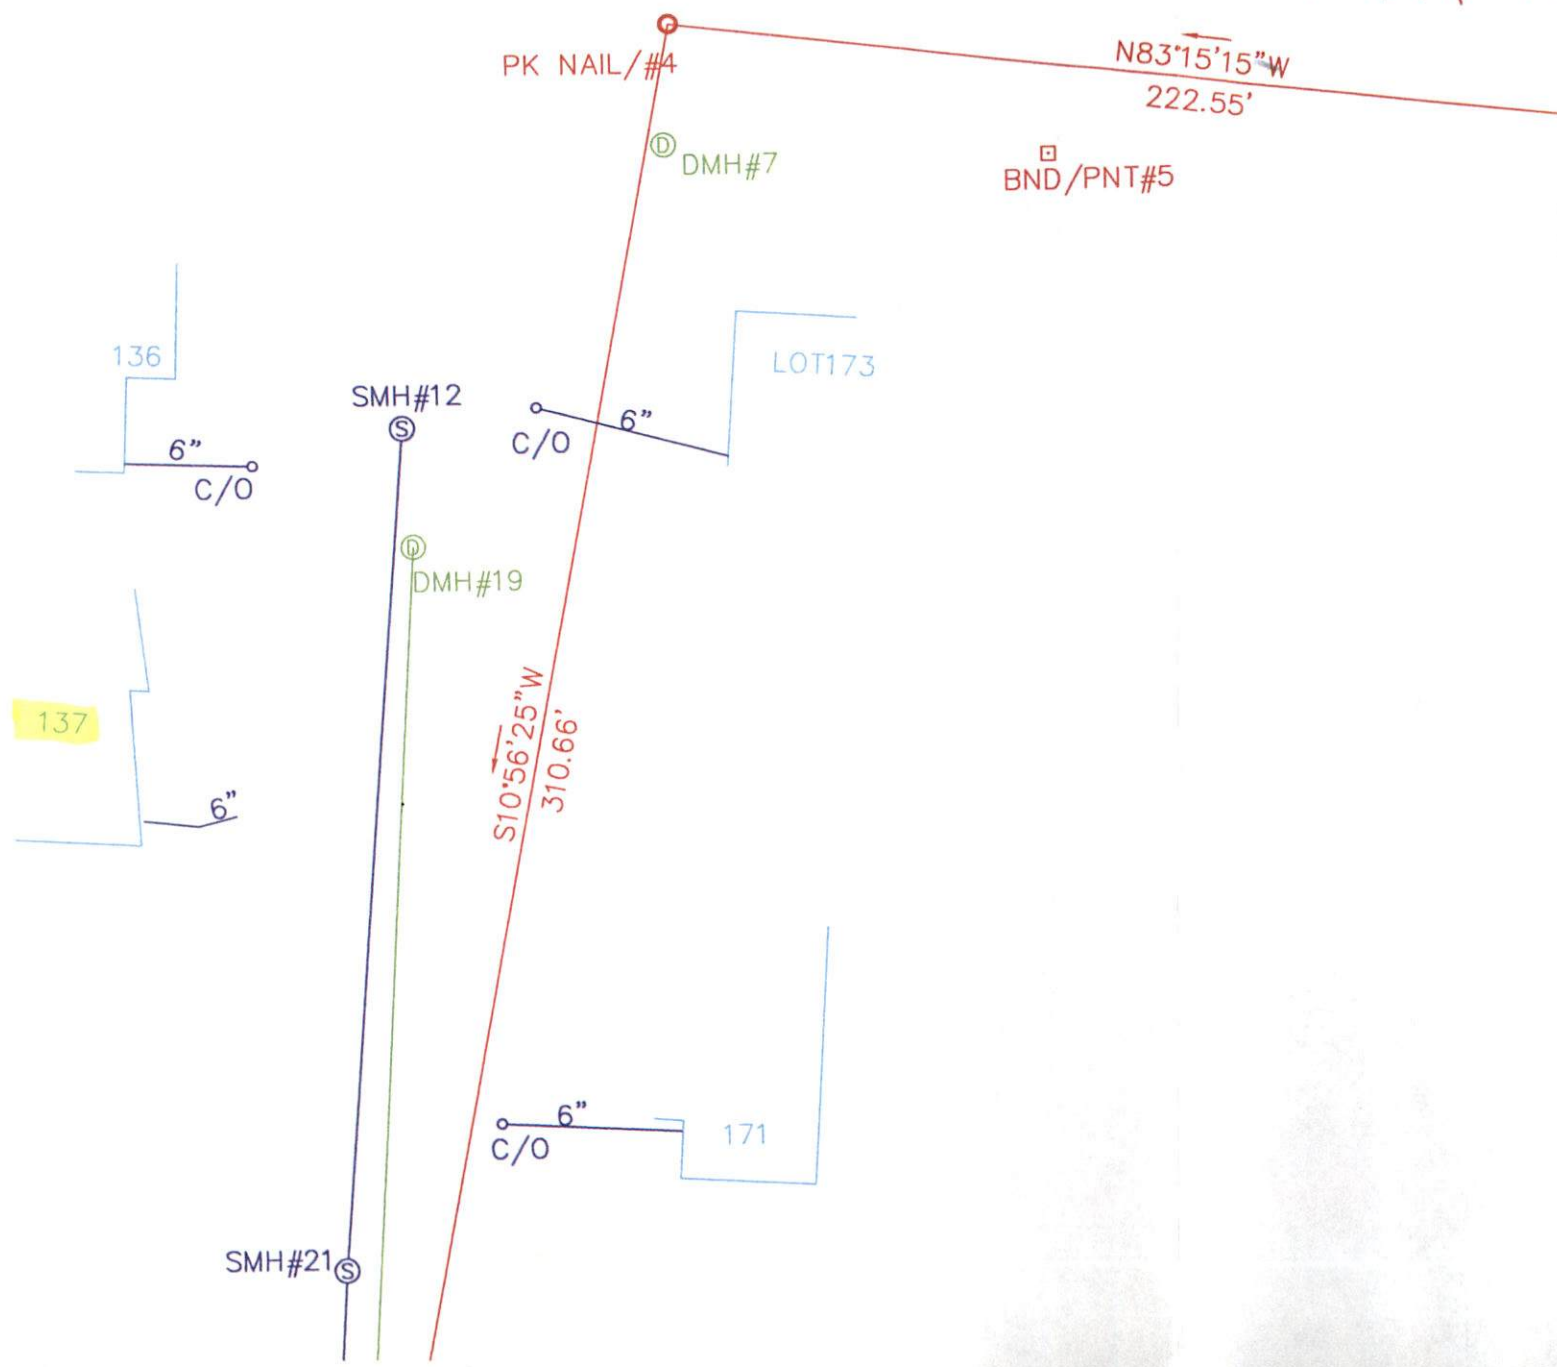 N83°15'15"W
222.55'
PK NAIL/#4
DMH#7
D
BND/PNT#5
136
LOT173
SMH#12
S
6"
C/O
6"
C/O
D
DMH#19
S10°56'25"W
310.66'
137
6"
6"
C/O
171
SMH#21
S